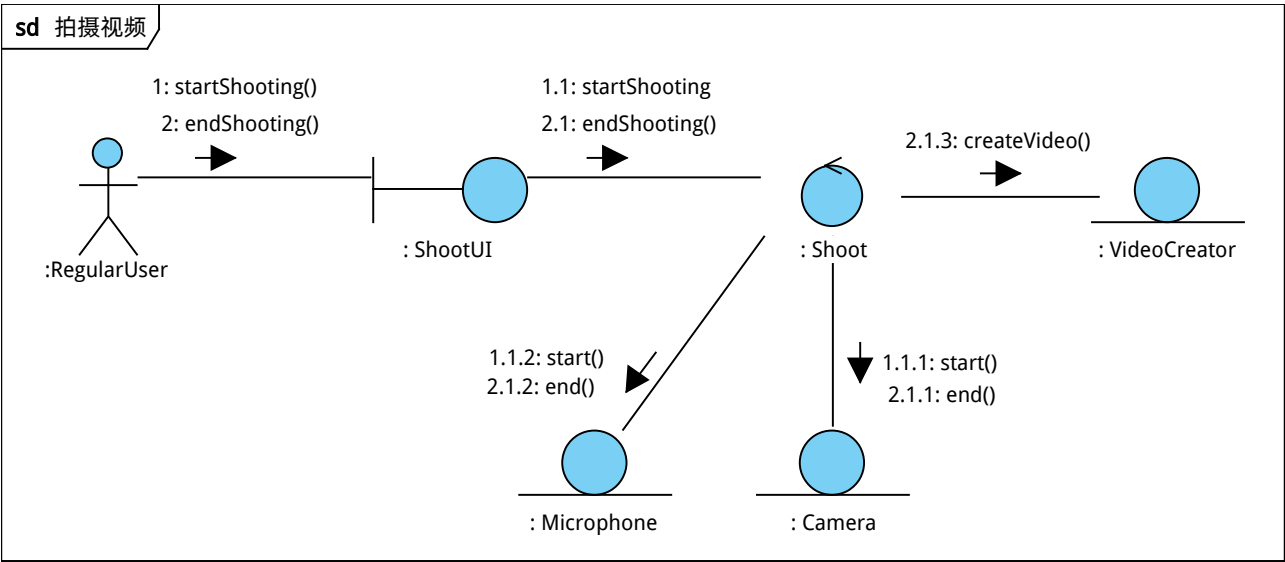 sd 拍摄视频
1: startShooting()
2: endShooting()
1.1: startShooting
2.1: endShooting()
2.1.3: createVideo()
:RegularUser
: ShootUI
: Shoot
: VideoCreator
1.1.2: start()
2.1.2: end()
1.1.1: start()
2.1.1: end()
: Microphone
: Camera